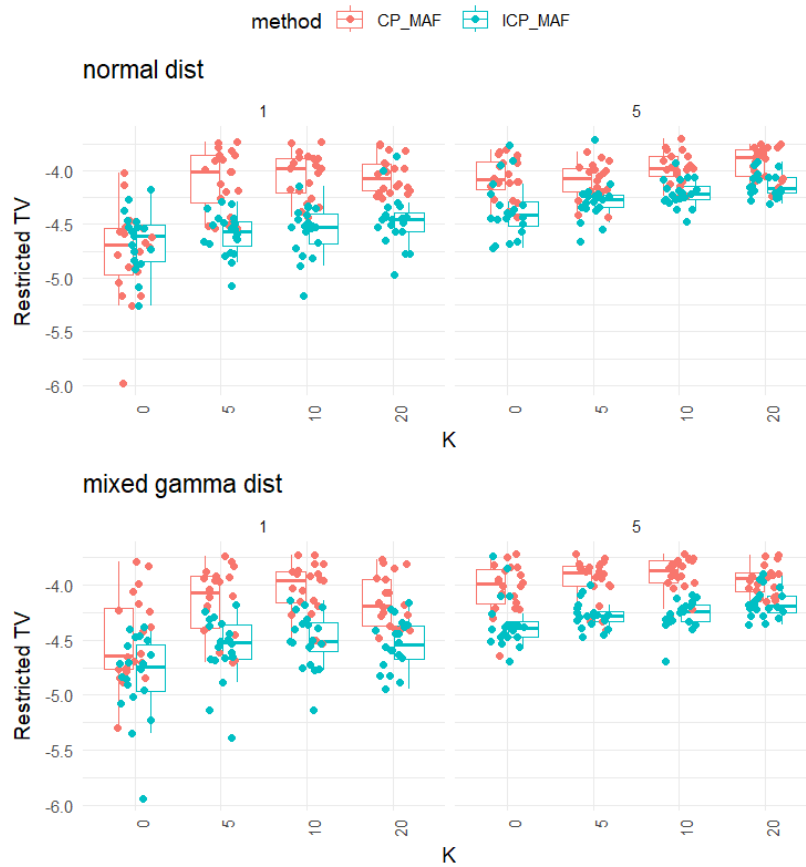 method CP_MAF ICP_MAF
normal dist
1 5
Restricted TV
-4.0
-4.5
-5.0
-5.5
-6.0
0 5 10 20 0 5 10 20
K
mixed gamma dist
1 5
Restricted TV
-4.0
-4.5
-5.0
-5.5
-6.0
0 5 10 20 0 5 10 20
K